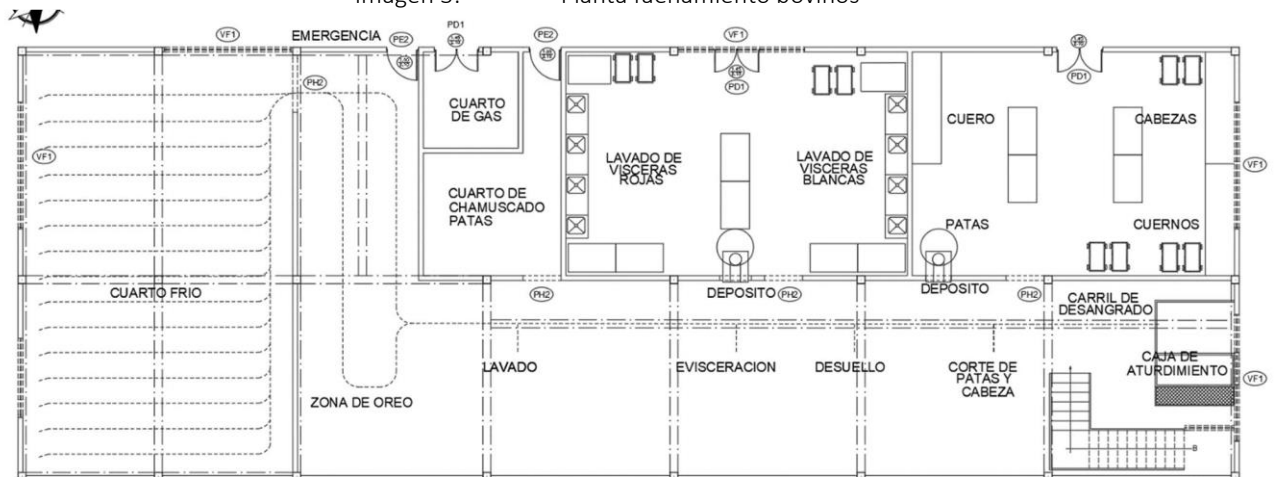 Imagen 5. Planta faenamiento bovinos
VF1
EMERGENCIA
PE2
PD1
PE2
VF1
PD1
PD1
PH2
VF1
VF1
CUARTO
DE GAS
CUARTO DE
CHAMUSCADO
PATAS
LAVADO DE
VISCERAS
ROJAS
LAVADO DE
VISCERAS
BLANCAS
CUERO
CABEZAS
PATAS
CUERNOS
CUARTO FRIO
PH2
DEPOSITO
PH2
DEPOSITO
PH2
CARRIL DE
DESANGRADO
LAVADO
EVISCERACION
DESUELLO
CORTE DE
PATAS Y
CABEZA
CAJA DE
ATURDIMIENTO
VF1
ZONA DE OREO
B